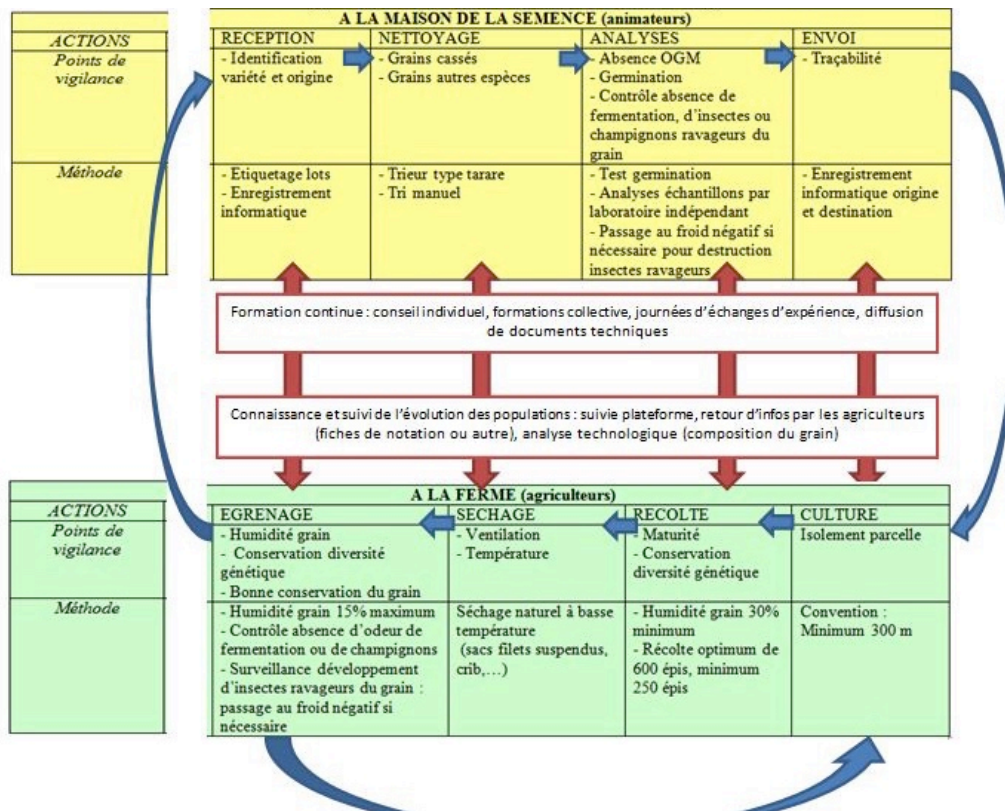 A LA MAISON DE LA SEMENCE (animateurs)
ACTIONS
RECEPTION
NETTOYAGE
ANALYSES
ENVOI
Points de
vigilance
- Identification
variété et origine
- Grains cassés
- Grains autres espèces
- Absence OGM
- Germination
- Contrôle absence de
fermentation, d'insectes ou
champignons ravageurs du
grain
- Traçabilité
Méthode
- Etiquetage lots
- Enregistrement
informatique
- Trieur type tarare
- Tri manuel
- Test germination
- Analyses échantillons par
laboratoire indépendant
- Passage au froid négatif si
nécessaire pour destruction
insectes ravageurs
- Enregistrement
informatique origine
et destination
Formation continue : conseil individuel, formations collective, journées d'échanges d'expérience, diffusion
de documents techniques
Connaissance et suivi de l'évolution des populations : suivie plateforme, retour d'infos par les agriculteurs
(fiches de notation ou autre), analyse technologique (composition du grain)
A LA FERME (agriculteurs)
ACTIONS
EGRENAGE
SECHAGE
RECOLTE
CULTURE
Points de
vigilance
- Humidité grain
- Conservation diversité
génétique
- Bonne conservation du grain
- Ventilation
- Température
- Maturité
- Conservation
diversité génétique
Isolement parcelle
Méthode
- Humidité grain 15% maximum
- Contrôle absence d'odeur de
fermentation ou de champignons
- Surveillance développement
d'insectes ravageurs du grain :
passage au froid négatif si
nécessaire
Séchage naturel à basse
température
(sacs filets suspendus,
crib,...)
- Humidité grain 30%
minimum
- Récolte optimum de
600 épis, minimum
250 épis
Convention :
Minimum 300 m